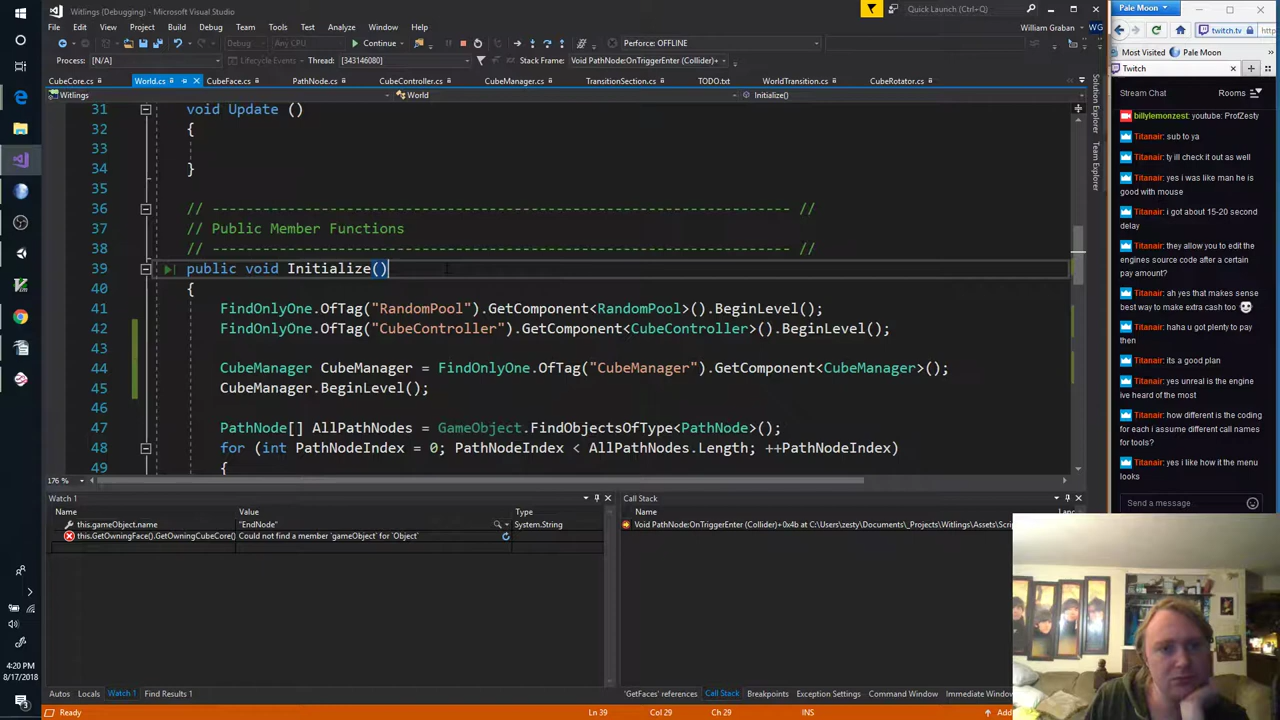 Witlings (Debugging) - Microsoft Visual Studio
Quick Launch (Ctrl+Q)
File Edit View Project Build Debug Team Tools Test Analyze Window Help
William Graban WG
Debug Any CPU Continue Perforce: OFFLINE
Process: [N/A] Lifecycle Events Thread: [343146080] Stack Frame: Void PathNode:OnTriggerEnter (Collider)+
World.cs CubeFace.cs PathNode.cs CubeManager.cs TransitionSection.cs TODO.txt WorldTransition.cs CubeRotator.cs
Witlings World Initialize()
31 void Update ()
32 {
33
34 }
35
36 // --------------------------------------------------------------------- //
37 // Public Member Functions
38 // --------------------------------------------------------------------- //
39 public void Initialize()
40 {
41 FindOnlyOne.OfTag("RandomPool").GetComponent<RandomPool>().BeginLevel();
42 FindOnlyOne.OfTag("CubeController").GetComponent<CubeController>().BeginLevel();
43
44 CubeManager CubeManager = FindOnlyOne.OfTag("CubeManager").GetComponent<CubeManager>();
45 CubeManager.BeginLevel();
46
47 PathNode[] AllPathNodes = GameObject.FindObjectsOfType<PathNode>();
48 for (int PathNodeIndex = 0; PathNodeIndex < AllPathNodes.Length; ++PathNodeIndex)
49 {
176 %
Watch 1
Name Value Type
this.gameObject.name "EndNode" System.String
this.GetOwningFace().GetOwningCubeCore() Could not find a member 'gameObject' for 'Object'
Autos Locals Watch 1 Find Results 1
Call Stack
Name
Void PathNode:OnTriggerEnter (Collider)+0x4b at C:\Users\zesty\Documents\_Projects\Witlings\Assets\Scri
'GetFaces' references Call Stack Breakpoints Exception Settings Command Window Immediate Window
Ready Ln 39 Col 29 Ch 29 INS
Solution Explorer
Team Explorer
4:20 PM
8/17/2018
Pale Moon
twitch.tv
Most Visited Pale Moon
Twitch
Stream Chat Rooms
billylemonzest: youtube: ProfZesty
Titanair: sub to ya
Titanair: ty ill check it out as well
Titanair: yes i was like man he is
good with mouse
Titanair: i got about 15-20 second
delay
Titanair: they allow you to edit the
engines source code after a certain
pay amount?
Titanair: ah yes that makes sense
best way to make extra cash too
Titanair: haha u got plenty to pay
then
Titanair: its a good plan
Titanair: yes unreal is the engine
ive heard of the most
Titanair: how different is the coding
for each i assume different call names
for tools?
Titanair: yes i like how it the menu
looks
Send a message